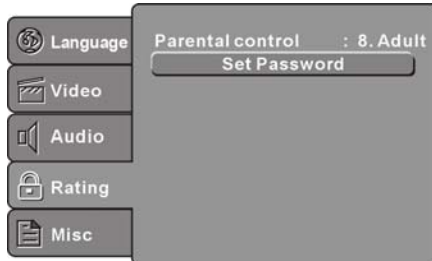 Language
Video
Audio
Rating
Misc
Parental control : 8. Adult
Set Password